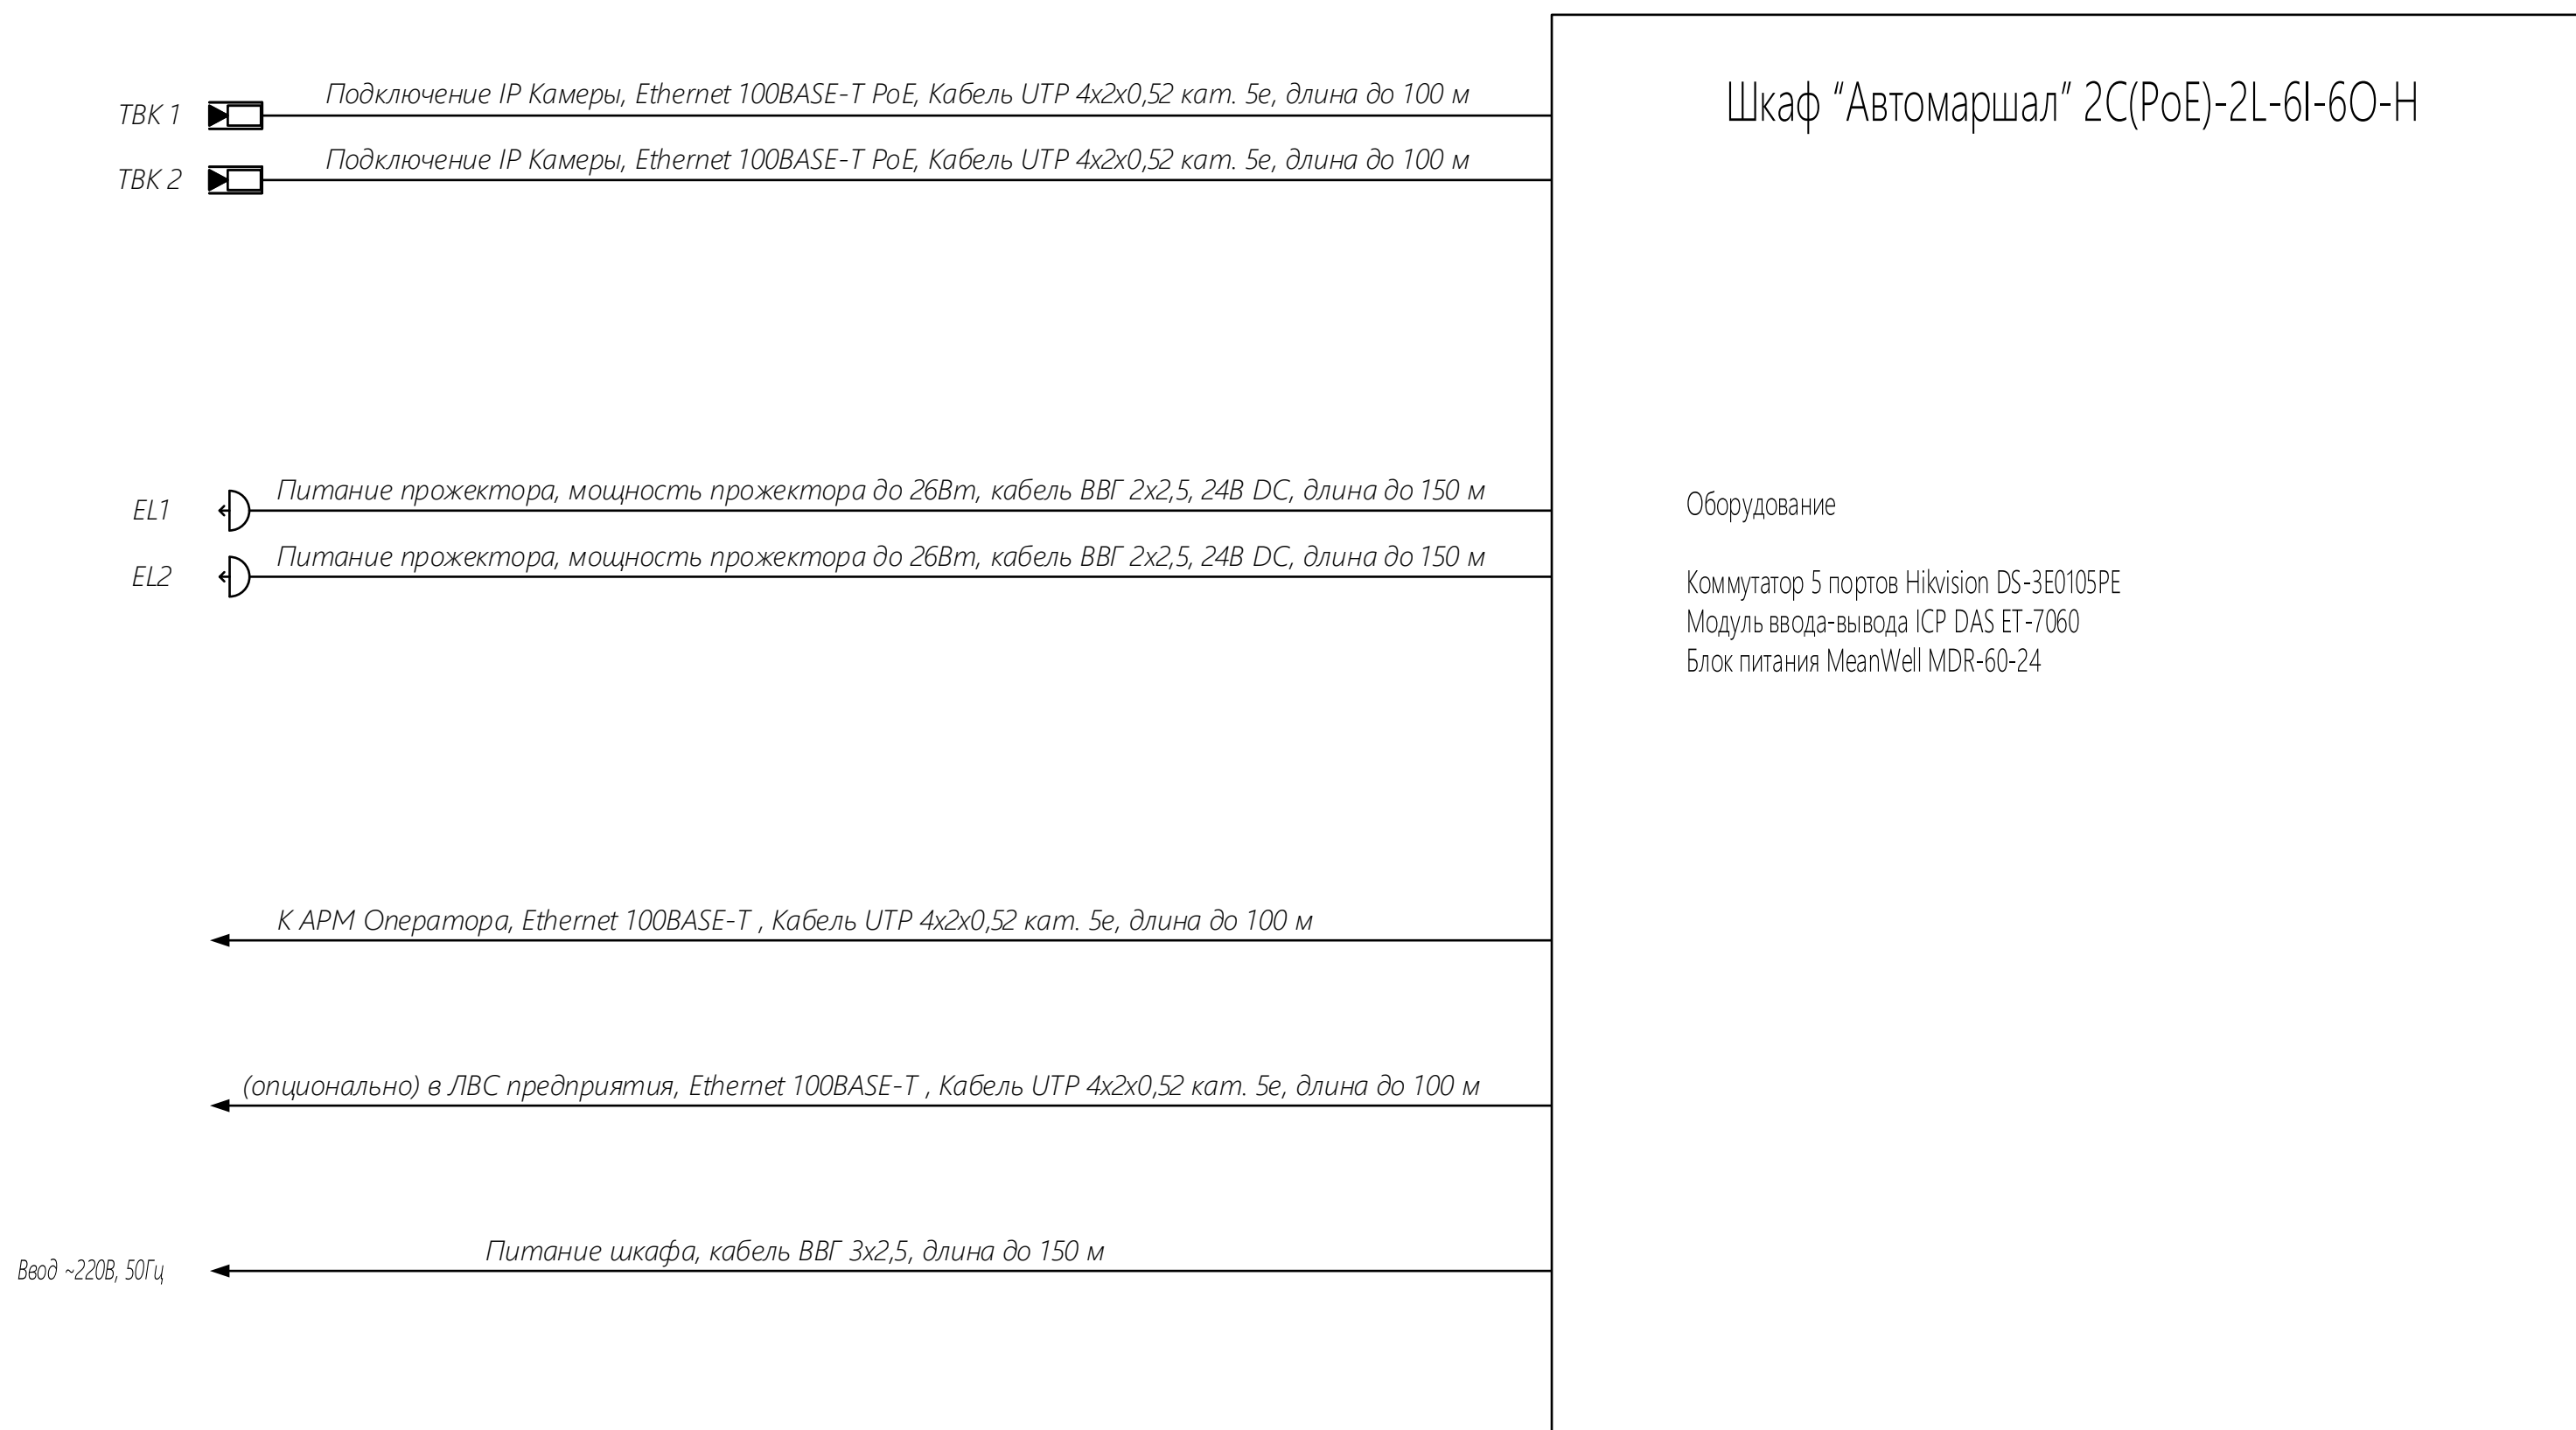 Шкаф “Автомаршал” 2C(PoE)-2L-6I-6O-H
ТВК 1
Подключение IP Камеры, Ethernet 100BASE-T PoE, Кабель UTP 4x2x0,52 кат. 5e, длина до 100 м
ТВК 2
Подключение IP Камеры, Ethernet 100BASE-T PoE, Кабель UTP 4x2x0,52 кат. 5e, длина до 100 м
EL1
Питание прожектора, мощность прожектора до 26Вт, кабель ВВГ 2х2,5, 24В DC, длина до 150 м
EL2
Питание прожектора, мощность прожектора до 26Вт, кабель ВВГ 2х2,5, 24В DC, длина до 150 м
Оборудование
Коммутатор 5 портов Hikvision DS-3E0105PE
Модуль ввода-вывода ICP DAS ET-7060
Блок питания MeanWell MDR-60-24
К АРМ Оператора, Ethernet 100BASE-T , Кабель UTP 4x2x0,52 кат. 5e, длина до 100 м
(опционально) в ЛВС предприятия, Ethernet 100BASE-T , Кабель UTP 4x2x0,52 кат. 5e, длина до 100 м
Ввод ~220В, 50Гц
Питание шкафа, кабель ВВГ 3х2,5, длина до 150 м